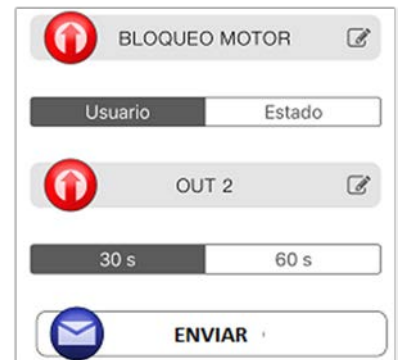 BLOQUEO MOTOR
Usuario Estado
OUT 2
30 s 60 s
ENVIAR